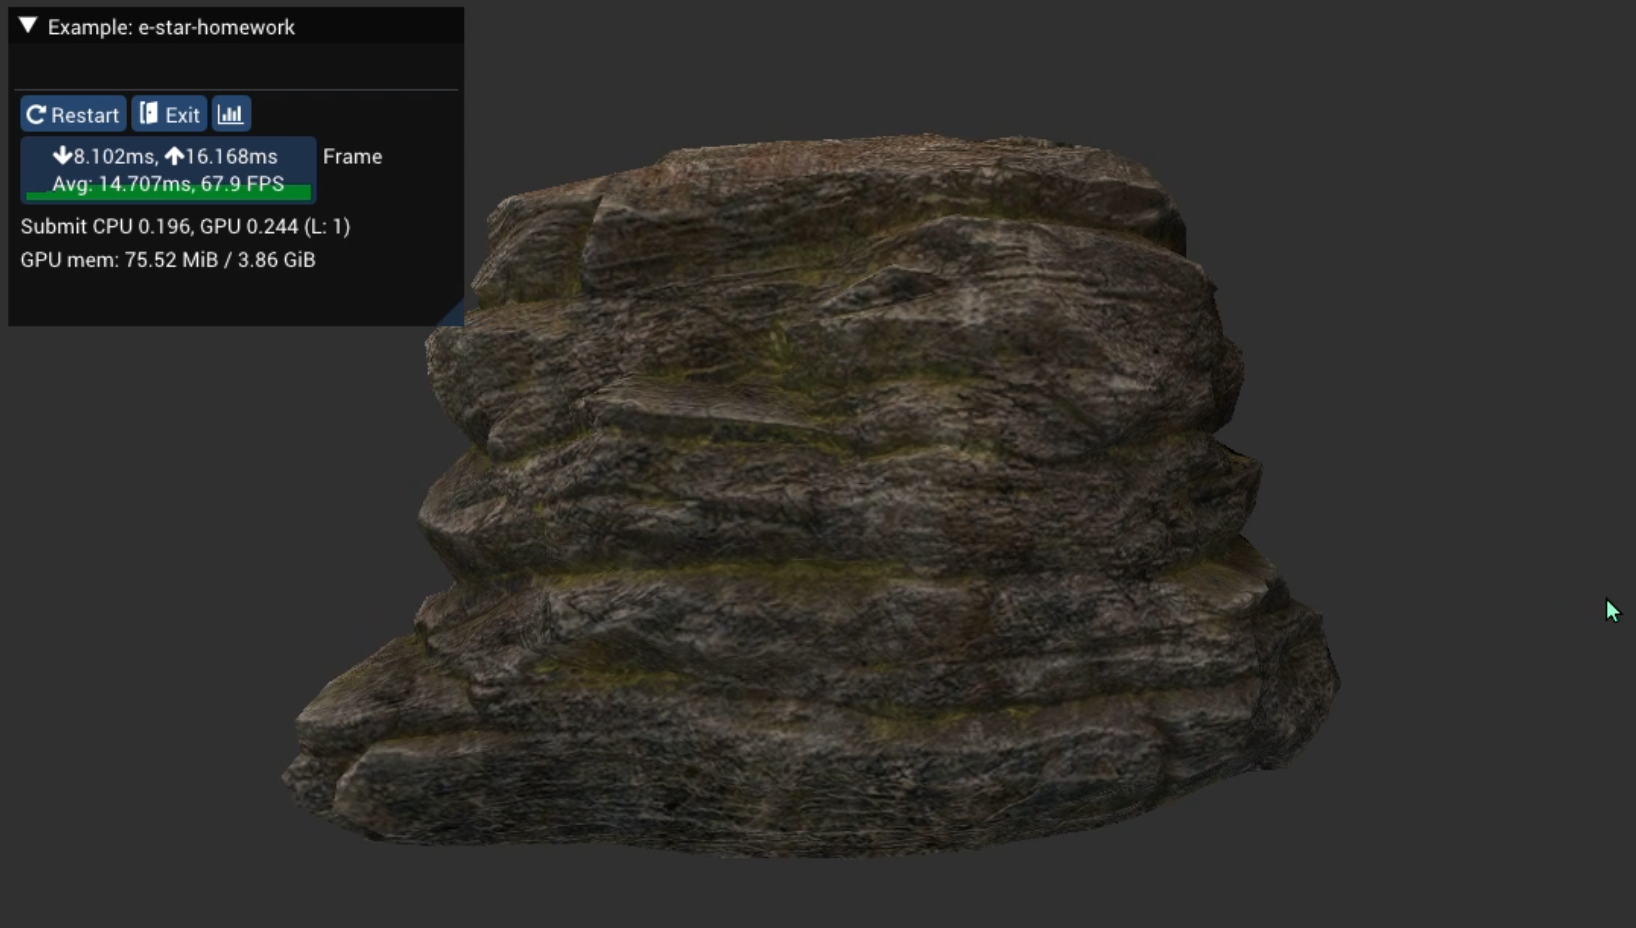 Example: e-star-homework
Restart Exit
↓8.102ms, ↑16.168ms Frame
Avg: 14.707ms, 67.9 FPS
Submit CPU 0.196, GPU 0.244 (L: 1)
GPU mem: 75.52 MiB / 3.86 GiB